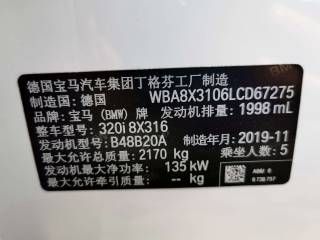 德国宝马汽车集团丁格芬工厂制造
制造国: 德国 WBA8X3106LCD67275
品牌: 宝马 (BMW) 牌 发动机排量: 1998 mL
型号: 320i 8X316
发动机型号: B48B20A 制造年月: 2019-11
最大允许总质量: 2170 kg 乘坐人数: 5
发动机最大净功率: 135 kW
最大允许牵引质量: -- kg